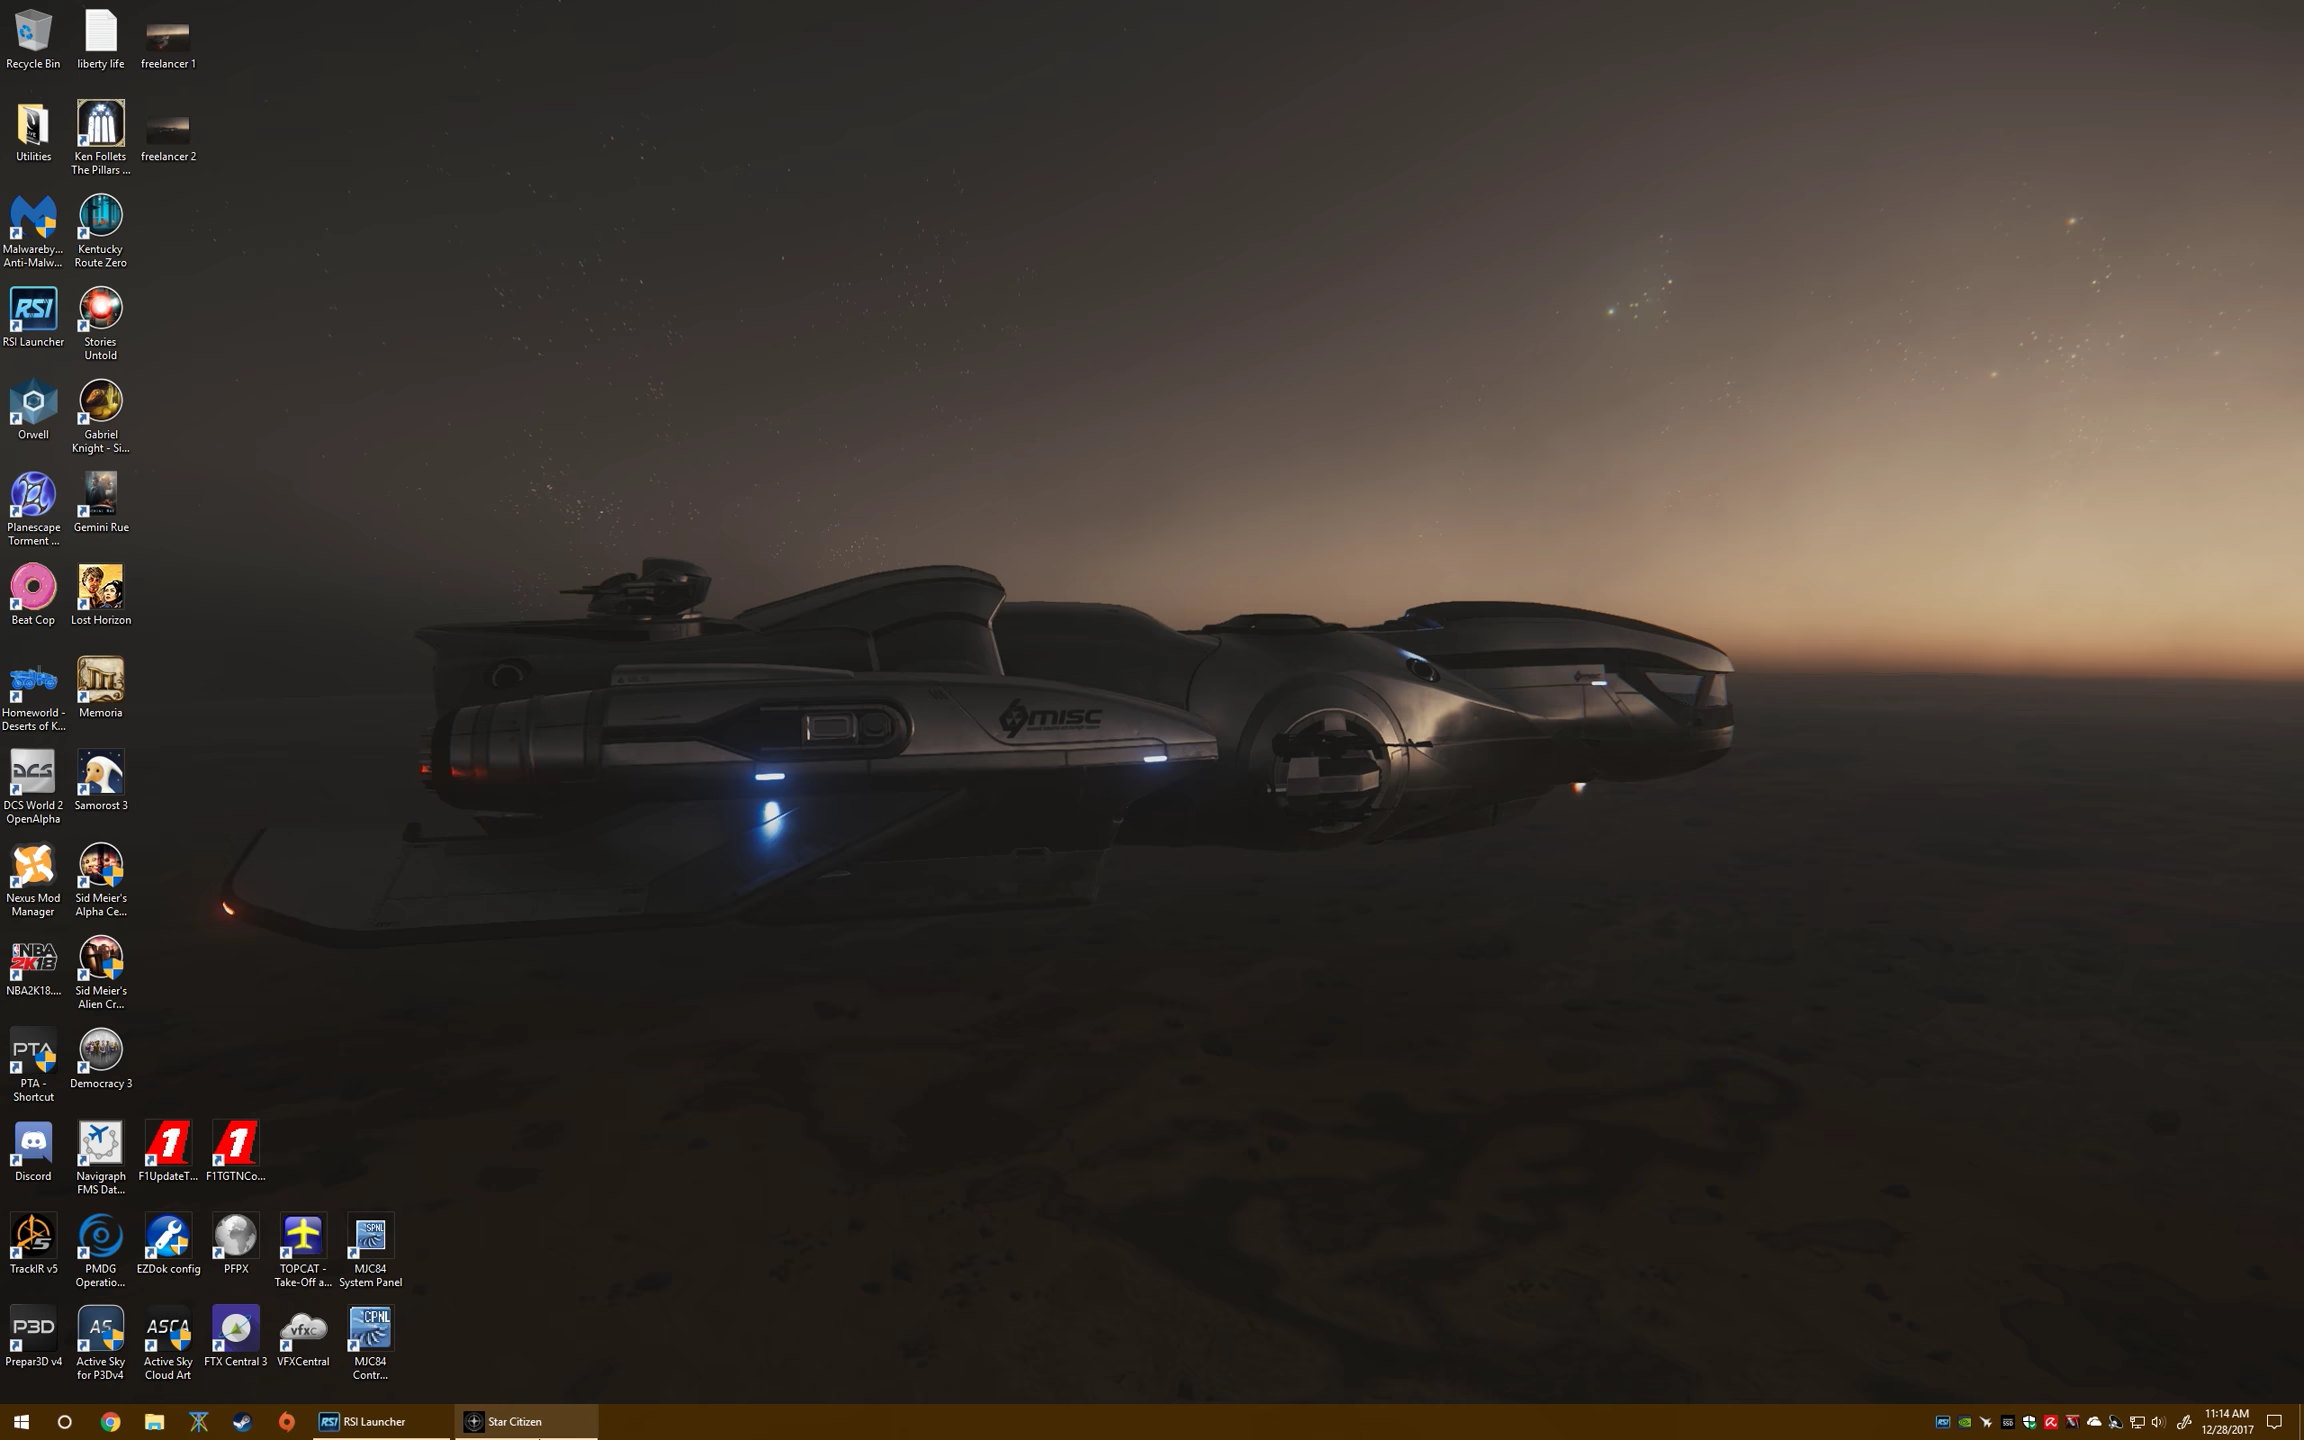 Recycle Bin
liberty life
freelancer 1
Utilities
Ken Follets
The Pillars ...
freelancer 2
Malwareby...
Anti-Malw...
Kentucky
Route Zero
RSI
RSI Launcher
Stories
Untold
Orwell
Gabriel
Knight - Si...
Planescape
Torment ...
Gemini Rue
Beat Cop
Lost Horizon
Homeworld -
Deserts of K...
Memoria
DCS
DCS World 2
OpenAlpha
Samorost 3
Nexus Mod
Manager
Sid Meier's
Alpha Ce...
NBA
2K18
NBA2K18....
Sid Meier's
Alien Cr...
PTA
PTA -
Shortcut
Democracy 3
Discord
Navigraph
FMS Dat...
1
F1UpdateT...
1
F1TGTNCo...
TrackIR v5
PMDG
Operatio...
EZDok config
PFPX
TOPCAT -
Take-Off a...
SPNL
MJC84
System Panel
P3D
Prepar3D v4
AS
Active Sky
for P3Dv4
ASCA
Active Sky
Cloud Art
FTX Central 3
vfxc
VFXCentral
CPNL
MJC84
Contr...
MISC
RSI
RSI Launcher
Star Citizen
RSI
SSD
11:14 AM
12/28/2017